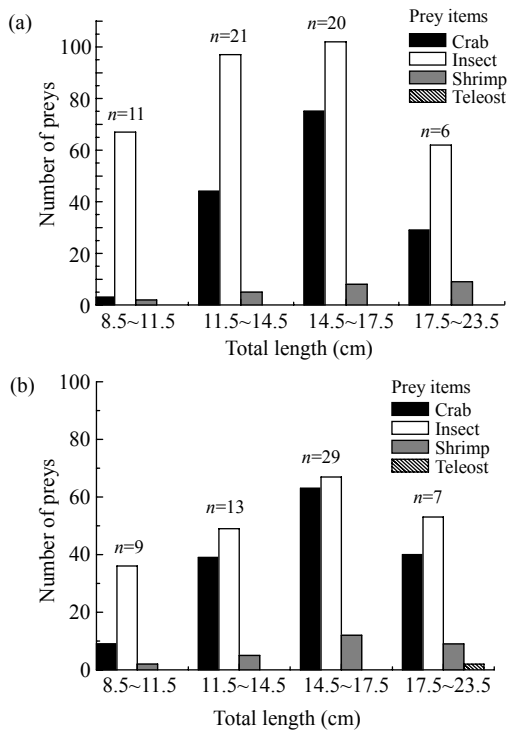 (a)
Prey items
Crab
Insect
Shrimp
Teleost
Number of preys
100
80
60
40
20
0
n=11
n=21
n=20
n=6
8.5~11.5
11.5~14.5
14.5~17.5
17.5~23.5
Total length (cm)
(b)
Prey items
Crab
Insect
Shrimp
Teleost
Number of preys
100
80
60
40
20
0
n=9
n=13
n=29
n=7
8.5~11.5
11.5~14.5
14.5~17.5
17.5~23.5
Total length (cm)